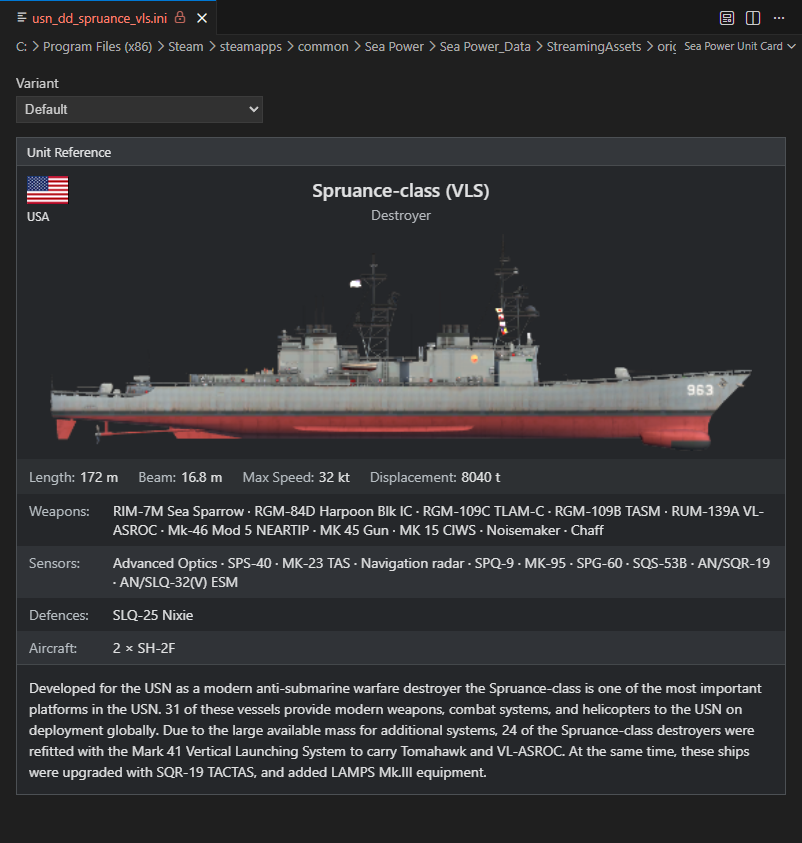 usn_dd_spruance_vls.ini
C: > Program Files (x86) > Steam > steamapps > common > Sea Power > Sea Power_Data > StreamingAssets > Sea Power Unit Card
Variant
Default
Unit Reference
USA
Spruance-class (VLS)
Destroyer
963
Length: 172 m Beam: 16.8 m Max Speed: 32 kt Displacement: 8040 t
Weapons: RIM-7M Sea Sparrow · RGM-84D Harpoon Blk IC · RGM-109C TLAM-C · RGM-109B TASM · RUM-139A VL-
ASROC · Mk-46 Mod 5 NEARTIP · MK 45 Gun · MK 15 CIWS · Noisemaker · Chaff
Sensors: Advanced Optics · SPS-40 · MK-23 TAS · Navigation radar · SPQ-9 · MK-95 · SPG-60 · SQS-53B · AN/SQR-19
· AN/SLQ-32(V) ESM
Defences: SLQ-25 Nixie
Aircraft: 2 × SH-2F
Developed for the USN as a modern anti-submarine warfare destroyer the Spruance-class is one of the most important
platforms in the USN. 31 of these vessels provide modern weapons, combat systems, and helicopters to the USN on
deployment globally. Due to the large available mass for additional systems, 24 of the Spruance-class destroyers were
refitted with the Mark 41 Vertical Launching System to carry Tomahawk and VL-ASROC. At the same time, these ships
were upgraded with SQR-19 TACTAS, and added LAMPS Mk.III equipment.